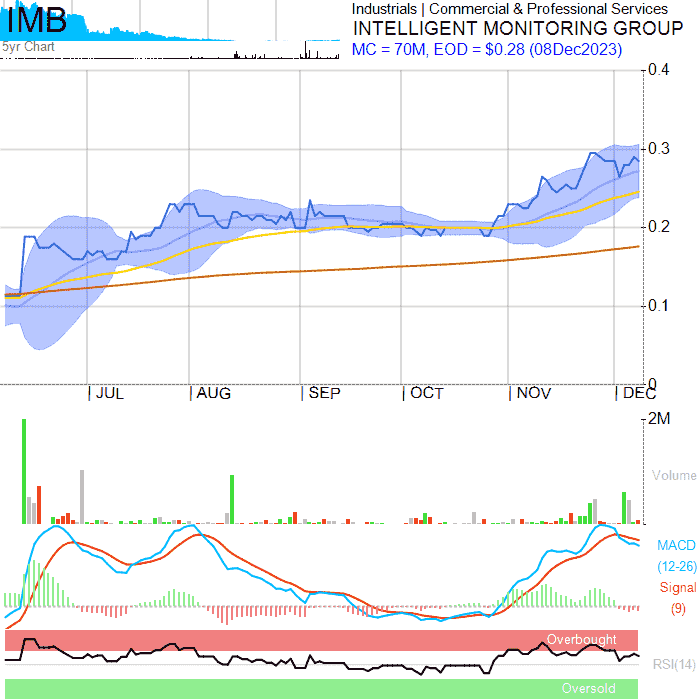 IMB
5yr Chart
Industrials | Commercial & Professional Services
INTELLIGENT MONITORING GROUP
MC = 70M, EOD = $0.28 (08Dec2023)
0.4
0.3
0.2
0.1
0
JUL AUG SEP OCT NOV DEC
2M
Volume
MACD
(12-26)
Signal
(9)
Overbought
RSI(14)
Oversold